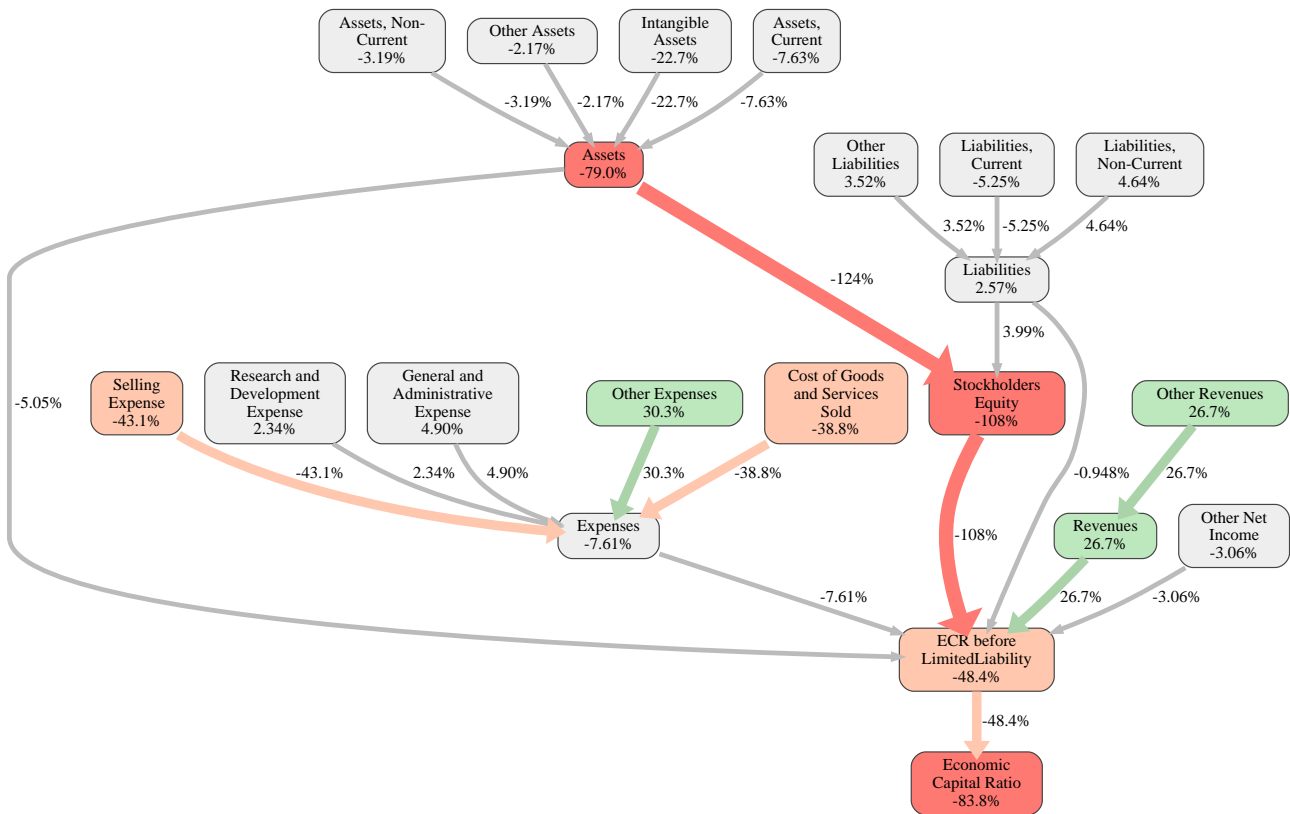 Assets, Non-
Current
-3.19%
Other Assets
-2.17%
Intangible
Assets
-22.7%
Assets,
Current
-7.63%
-3.19%
-2.17%
-22.7%
-7.63%
Assets
-79.0%
Other
Liabilities
3.52%
Liabilities,
Current
-5.25%
Liabilities,
Non-Current
4.64%
3.52%
-5.25%
4.64%
-124%
Liabilities
2.57%
3.99%
-5.05%
Selling
Expense
-43.1%
Research and
Development
Expense
2.34%
General and
Administrative
Expense
4.90%
Other Expenses
30.3%
Cost of Goods
and Services
Sold
-38.8%
Stockholders
Equity
-108%
Other Revenues
26.7%
-43.1%
2.34%
4.90%
30.3%
-38.8%
-0.948%
26.7%
Expenses
-7.61%
-108%
Revenues
26.7%
Other Net
Income
-3.06%
-7.61%
26.7%
-3.06%
ECR before
LimitedLiability
-48.4%
-48.4%
Economic
Capital Ratio
-83.8%